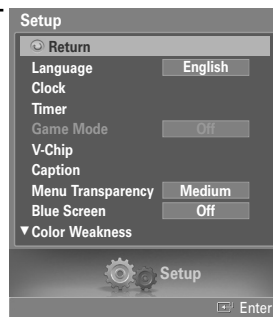 Setup
Return
Language English
Clock
Timer
Game Mode Off
V-Chip
Caption
Menu Transparency Medium
Blue Screen Off
▼Color Weakness
Setup
Enter